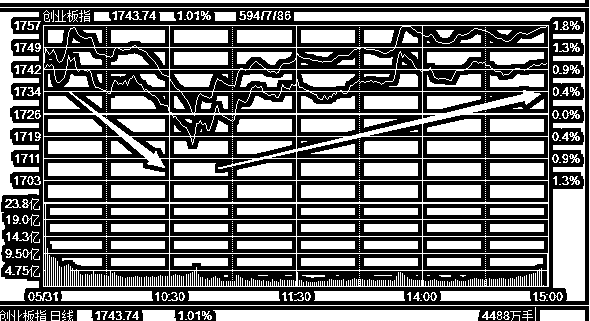 创业板指 1743.74 1.01% 594/7/86
1757 1.8%
1749 1.3%
1742 0.9%
1734 0.4%
1726 0.0%
1719 0.4%
1711 0.9%
1703 1.3%
23.8亿
19.0亿
14.3亿
9.50亿
4.75亿
05/31 10:30 11:30 14:00 15:00
创业板指 日线 1743.74 1.01% 4488万手